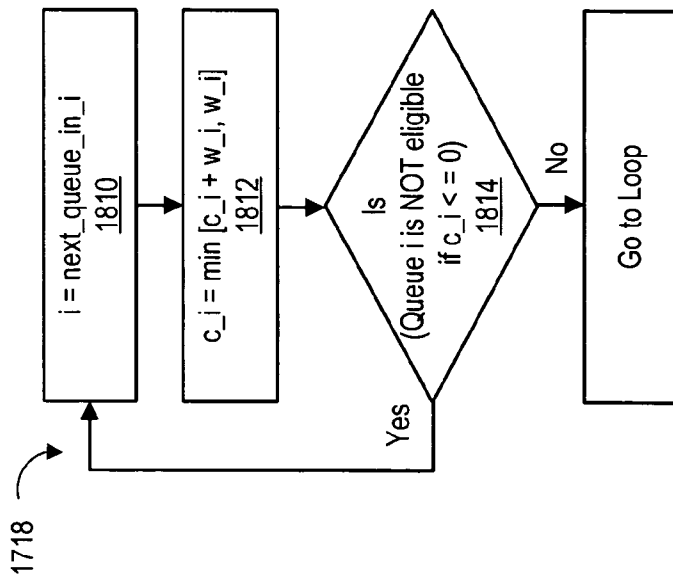 1718
i = next_queue_in_i
1810
c_i = min [c_i + w_i, w_i]
1812
Is
(Queue i is NOT eligible
if c_i < = 0)
1814
Yes
No
Go to Loop